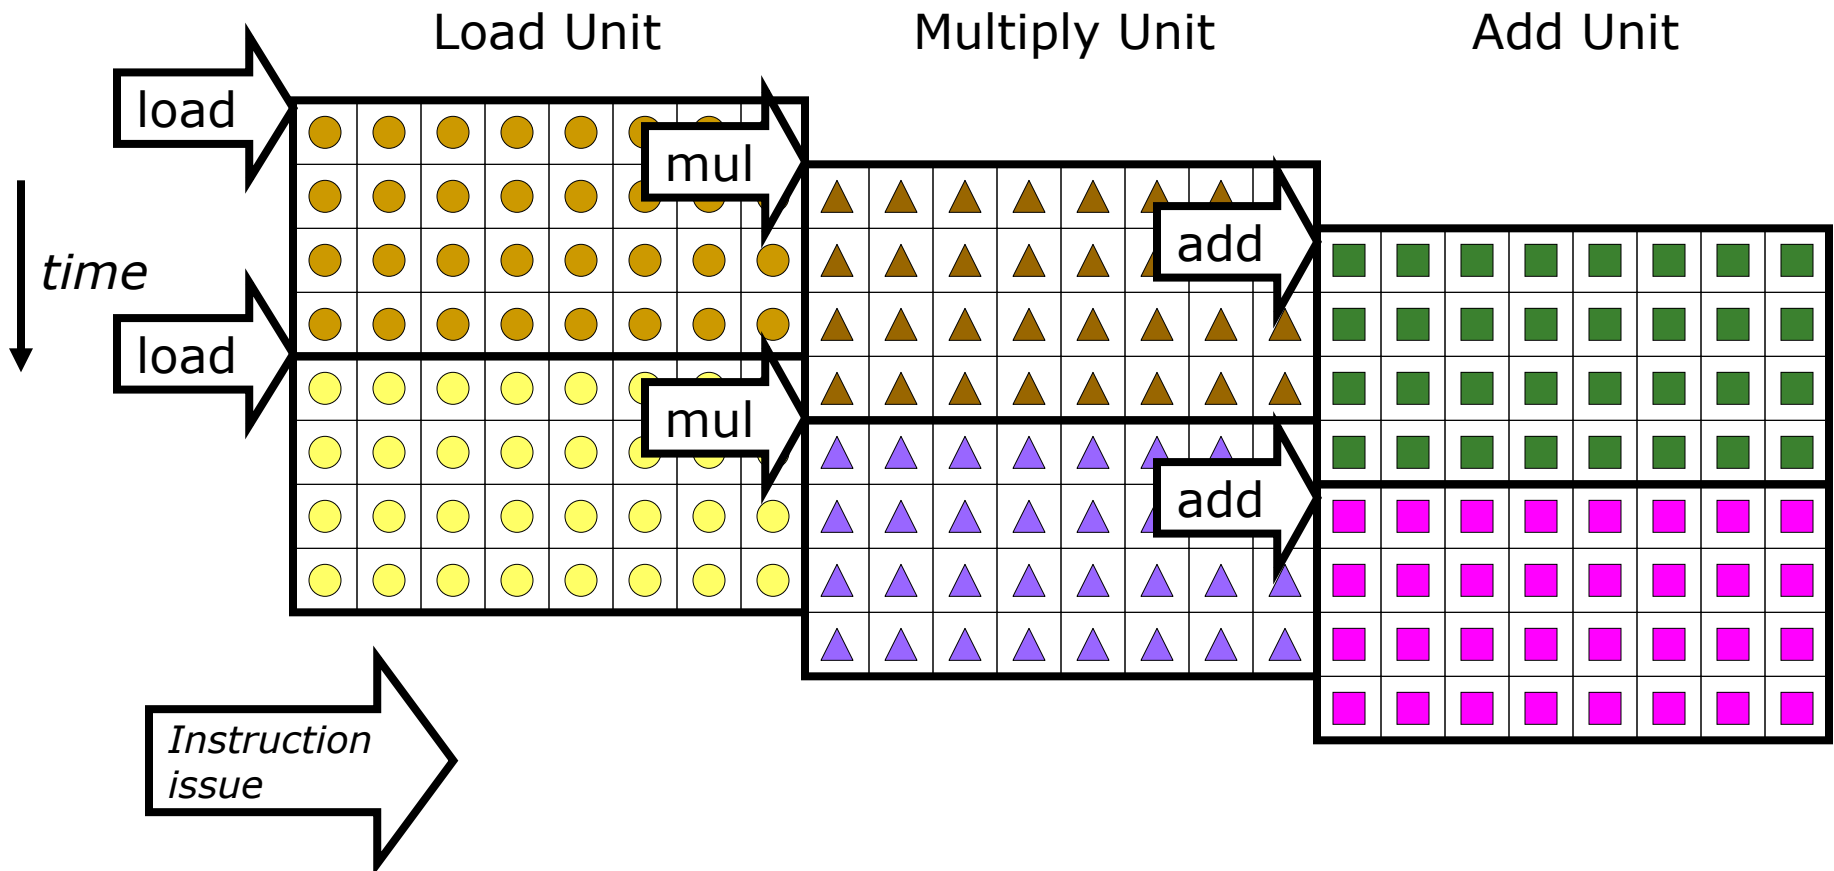 Load Unit
Multiply Unit
Add Unit
load
mul
add
time
load
mul
add
Instruction
issue